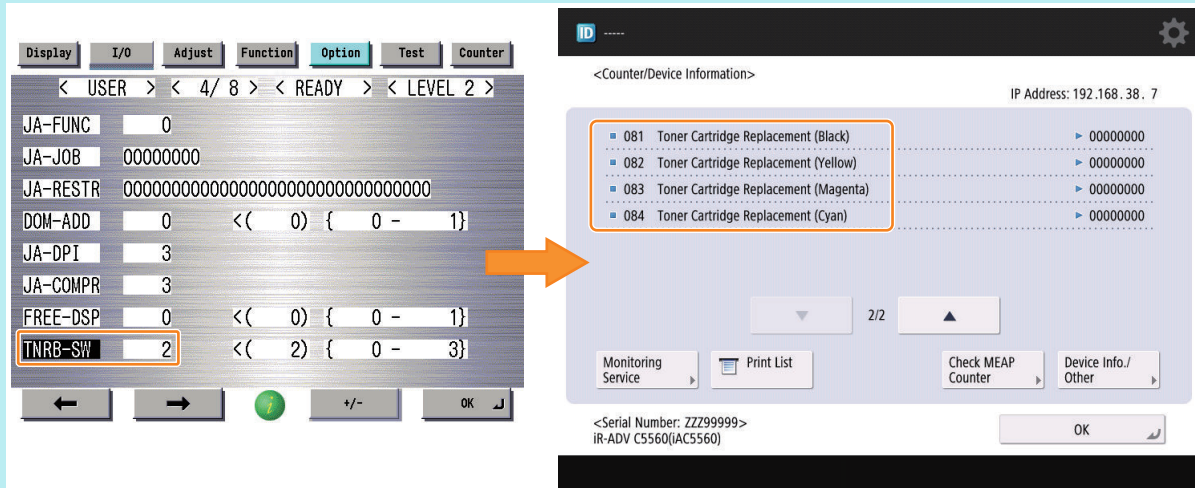 Display I/O Adjust Function Option Test Counter
< USER > < 4/ 8 > < READY > < LEVEL 2 >
JA-FUNC 0
JA-JOB 00000000
JA-RESTR 00000000000000000000000000000000
DOM-ADD 0 <( 0) { 0 - 1}
JA-DPI 3
JA-COMPR 3
FREE-DSP 0 <( 0) { 0 - 1}
TNRB-SW 2 <( 2) { 0 - 3}
i +/- OK
ID -----
<Counter/Device Information>
IP Address: 192 .168 . 38 . 7
081 Toner Cartridge Replacement (Black) 00000000
082 Toner Cartridge Replacement (Yellow) 00000000
083 Toner Cartridge Replacement (Magenta) 00000000
084 Toner Cartridge Replacement (Cyan) 00000000
2/2
Monitoring Print List Check MEAP Device Info./
Service Counter Other
<Serial Number: ZZZ99999>
iR-ADV C5560(iAC5560) OK